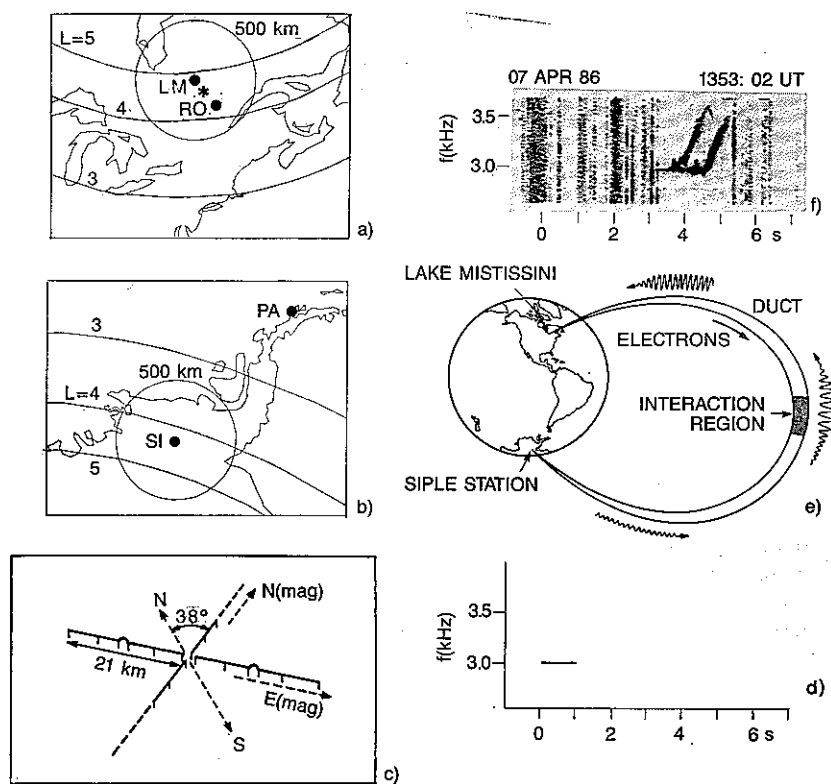 500 km
L=5
LM
*
RO
4
3
a)
07 APR 86 1353: 02 UT
f(kHz)
3.5
3.0
f)
0 2 4 6 s
PA
3
500 km
L=4
SI
5
b)
LAKE MISTISSINI
DUCT
ELECTRONS
INTERACTION
REGION
SIPLE STATION
e)
N
38°
N(mag)
21 km
E(mag)
S
c)
f(kHz)
3.5
3.0
d)
0 2 4 6 s